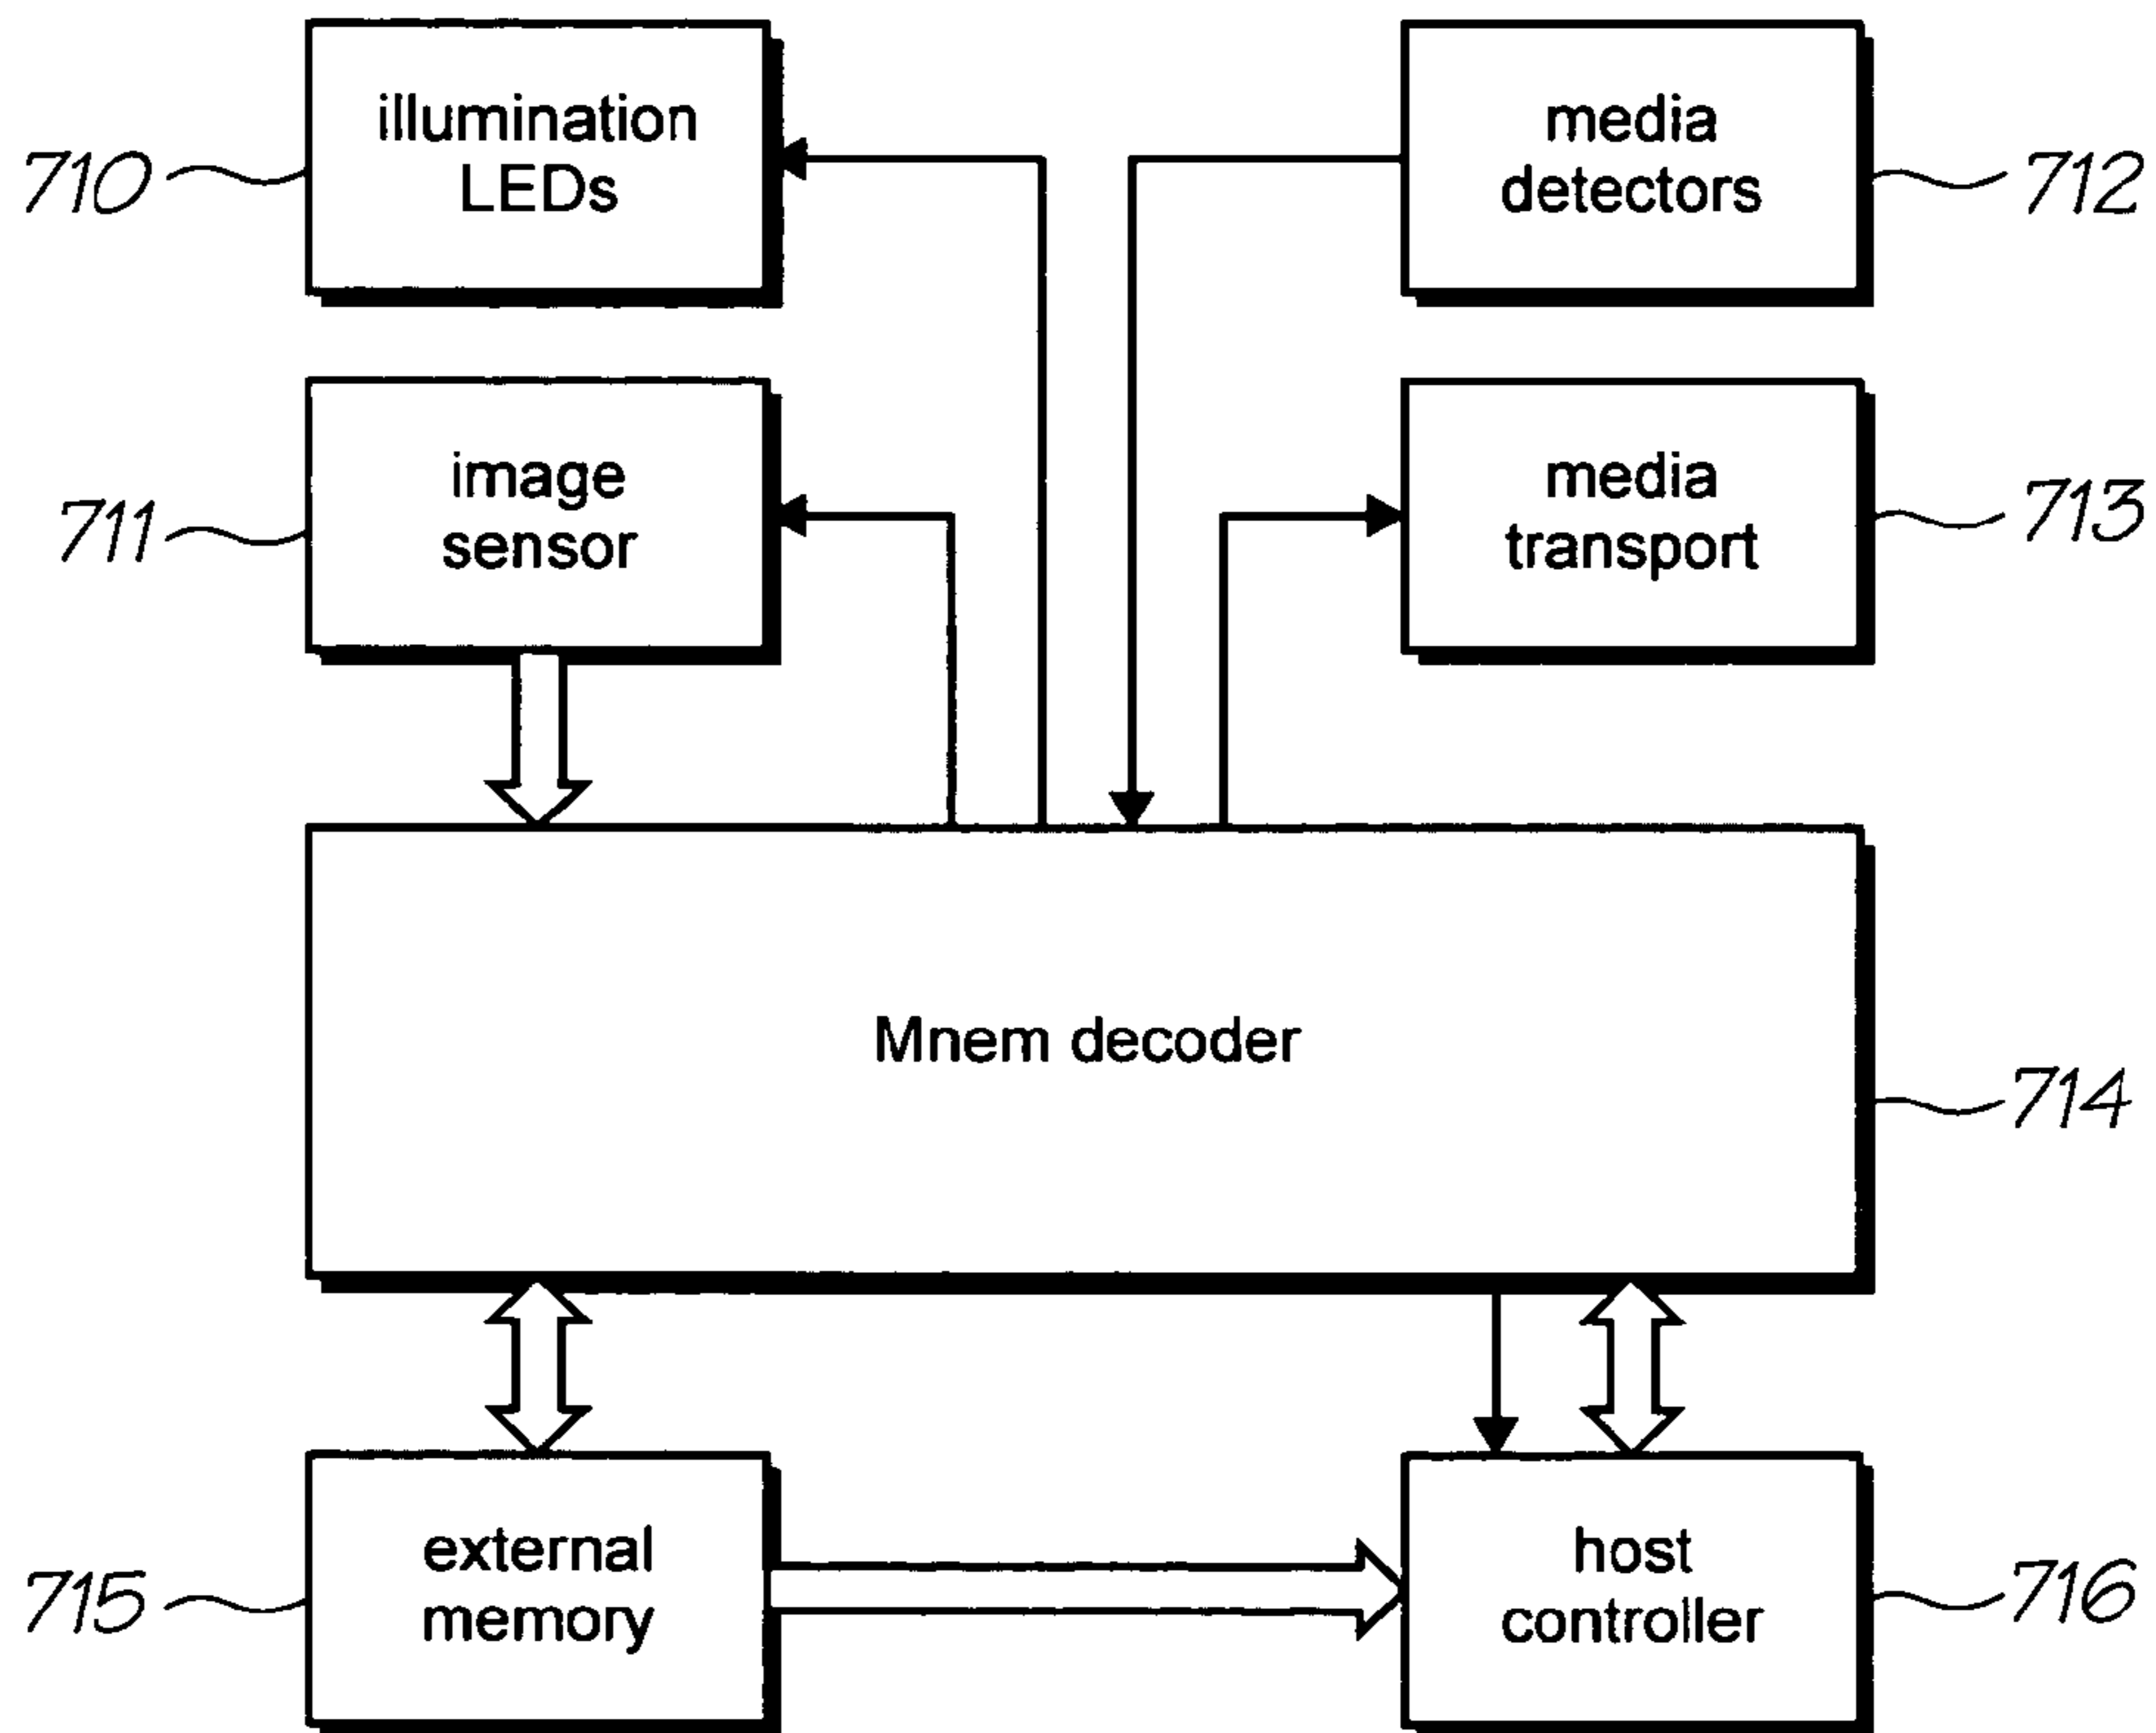 710
illumination
LEDs
media
detectors
712
711
image
sensor
media
transport
713
Mnem decoder
714
715
external
memory
host
controller
716